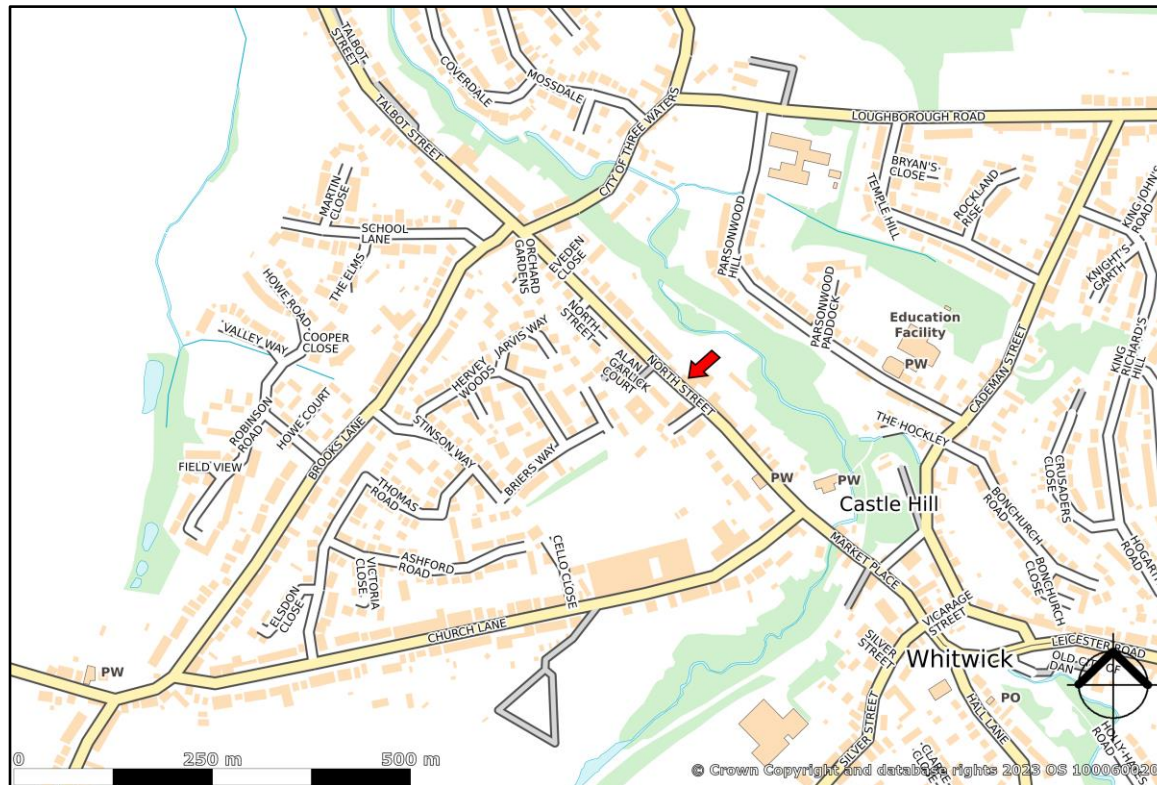 TALBOT
STREET
TALBOT STREET
COVERDALE
MOSSDALE
CITY OF THREE WATERS
LOUGHBOROUGH ROAD
BRYAN'S
CLOSE
TEMPLE HILL
ROCKLAND
RISE
KING JOHN'S
ROAD
KNIGHT'S
GARTH
KING
RICHARD'S
HILL
MARTIN
CLOSE
SCHOOL
LANE
THE ELMS
ORCHARD
GARDENS
EVEDEN
CLOSE
PARSONWOOD
HILL
PARSONWOOD
PADDOCK
Education
Facility
PW
CADEMAN STREET
HOWE ROAD
COOPER
CLOSE
VALLEY WAY
NORTH
STREET
JARVIS WAY
HERVEY
WOODS
ALAN
GARLICK
COURT
NORTH STREET
ROBINSON
ROAD
HOWE COURT
BROOKS LANE
STINSON WAY
BRIERS WAY
FIELD VIEW
THE HOCKLEY
PW
PW
Castle Hill
CRUSADERS
CLOSE
BONCHURCH
ROAD
BONCHURCH
CLOSE
HOGARTH
ROAD
THOMAS
ROAD
ASHFORD
ROAD
VICTORIA
CLOSE
ELSDON
CLOSE
CELLO CLOSE
CHURCH LANE
MARKET PLACE
VICARAGE
STREET
LEICESTER ROAD
SILVER
STREET
Whitwick
PW
PO
HALL LANE
SILVER STREET
0
250 m
500 m
© Crown Copyright and database rights 2023 OS 100060020